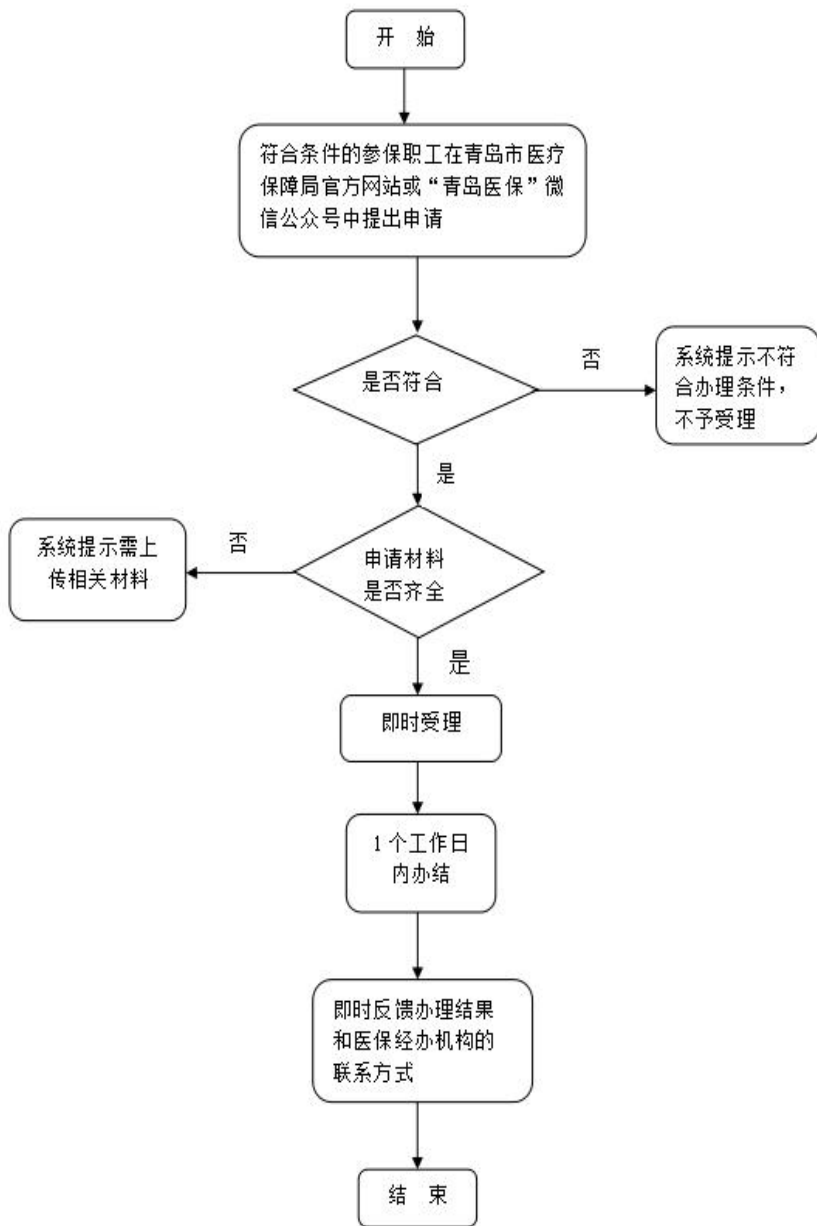 开 始
符合条件的参保职工在青岛市医疗
保障局官方网站或“青岛医保”微
信公众号中提出申请
是否符合
否
系统提示不符
合办理条件，
不予受理
是
系统提示需上
传相关材料
否
申请材料
是否齐全
是
即时受理
1个工作日
内办结
即时反馈办理结果
和医保经办机构的
联系方式
结 束